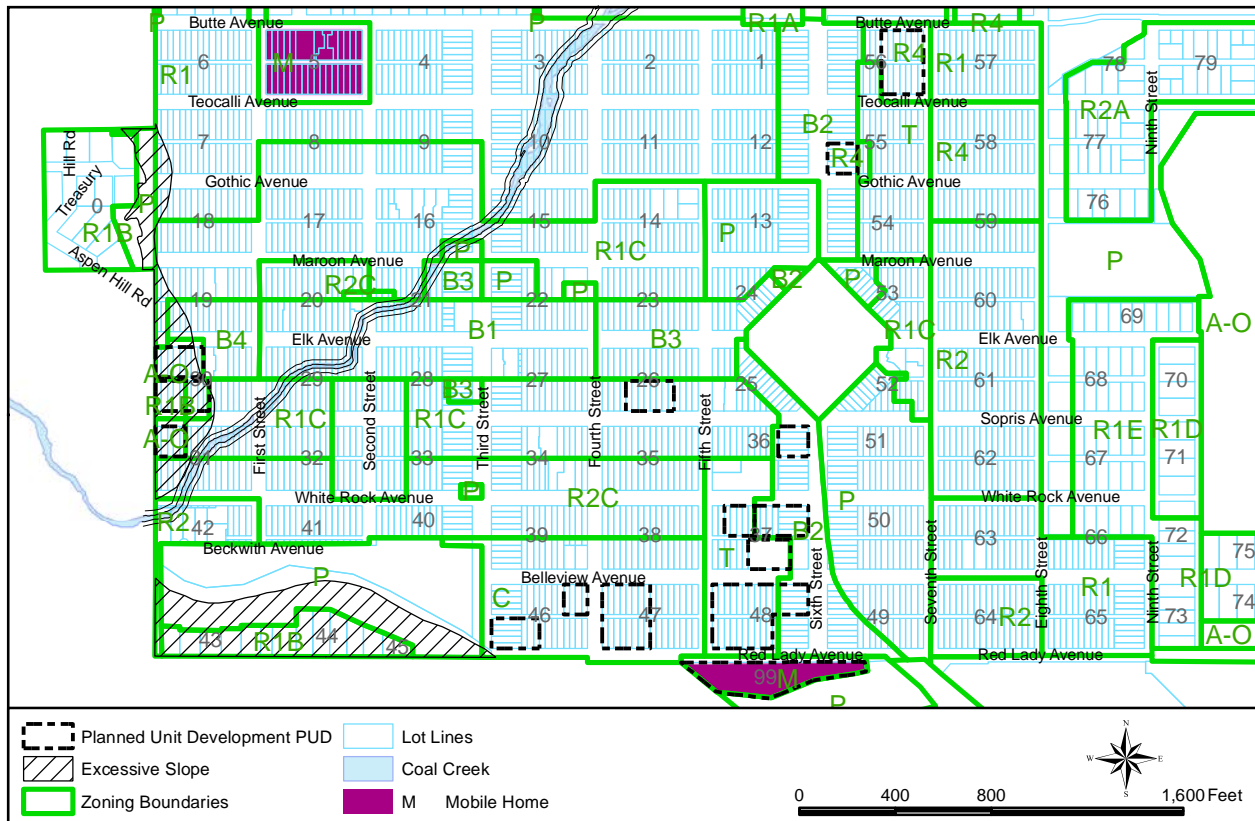 P
Butte Avenue
P
R1A
Butte Avenue
R4
R1
6
M
5
4
3
2
1
56
R4
R1
57
78
79
Teocalli Avenue
Teocalli Avenue
B2
R2A
7
8
9
10
11
12
55
T
R4
58
77
Ninth Street
R4
Hill Rd
Treasury
0
P
R1B
Aspen Hill Rd
Gothic Avenue
Gothic Avenue
76
18
17
16
15
14
13
54
59
P
R1C
P
Maroon Avenue
Maroon Avenue
P
R2C
B3
P
P
B2
P
19
20
21
22
23
24
53
60
69
A-O
B4
Elk Avenue
B1
B3
R1C
Elk Avenue
R2
A-O
30
29
28
27
26
25
52
61
68
70
R1B
B3
R1C
R1C
First Street
Second Street
Third Street
Fourth Street
Fifth Street
Sopris Avenue
A-O
R1E
R1D
31
32
33
34
35
36
51
62
67
71
White Rock Avenue
P
R2C
P
White Rock Avenue
R2
42
41
40
39
38
37
B2
50
63
66
72
75
Beckwith Avenue
P
Belleview Avenue
T
Sixth Street
Seventh Street
Eighth Street
Ninth Street
R1
R1D
C
43
R1B
44
45
46
47
48
49
64
R2
65
73
74
A-O
Red Lady Avenue
Red Lady Avenue
99
M
P
Planned Unit Development PUD
Lot Lines
Excessive Slope
Coal Creek
Zoning Boundaries
M Mobile Home
N
W
E
S
0 400 800 1,600 Feet